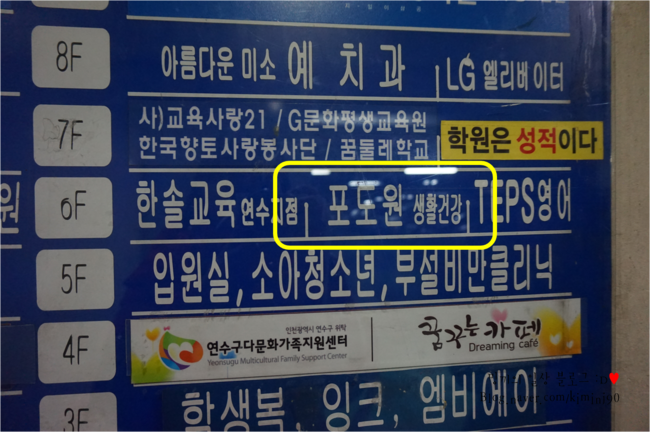 8F 아름다운 미소 예 치 과 LG 엘리베이터
7F 사)교육사랑21 / G문화평생교육원
한국향토사랑봉사단 / 꿈둘레학교 학원은 성적이다
원 6F 한솔교육 연수지점 포도원 생활건강 TEPS영어
5F 입원실, 소아청소년, 부설비만클리닉
4F 인천광역시 연수구 위탁
연수구다문화가족지원센터 꿈꾸는카페
Yeonsugu Multicultural Family Support Center Dreaming café
3F 학생복, 잉크, 엠비에이